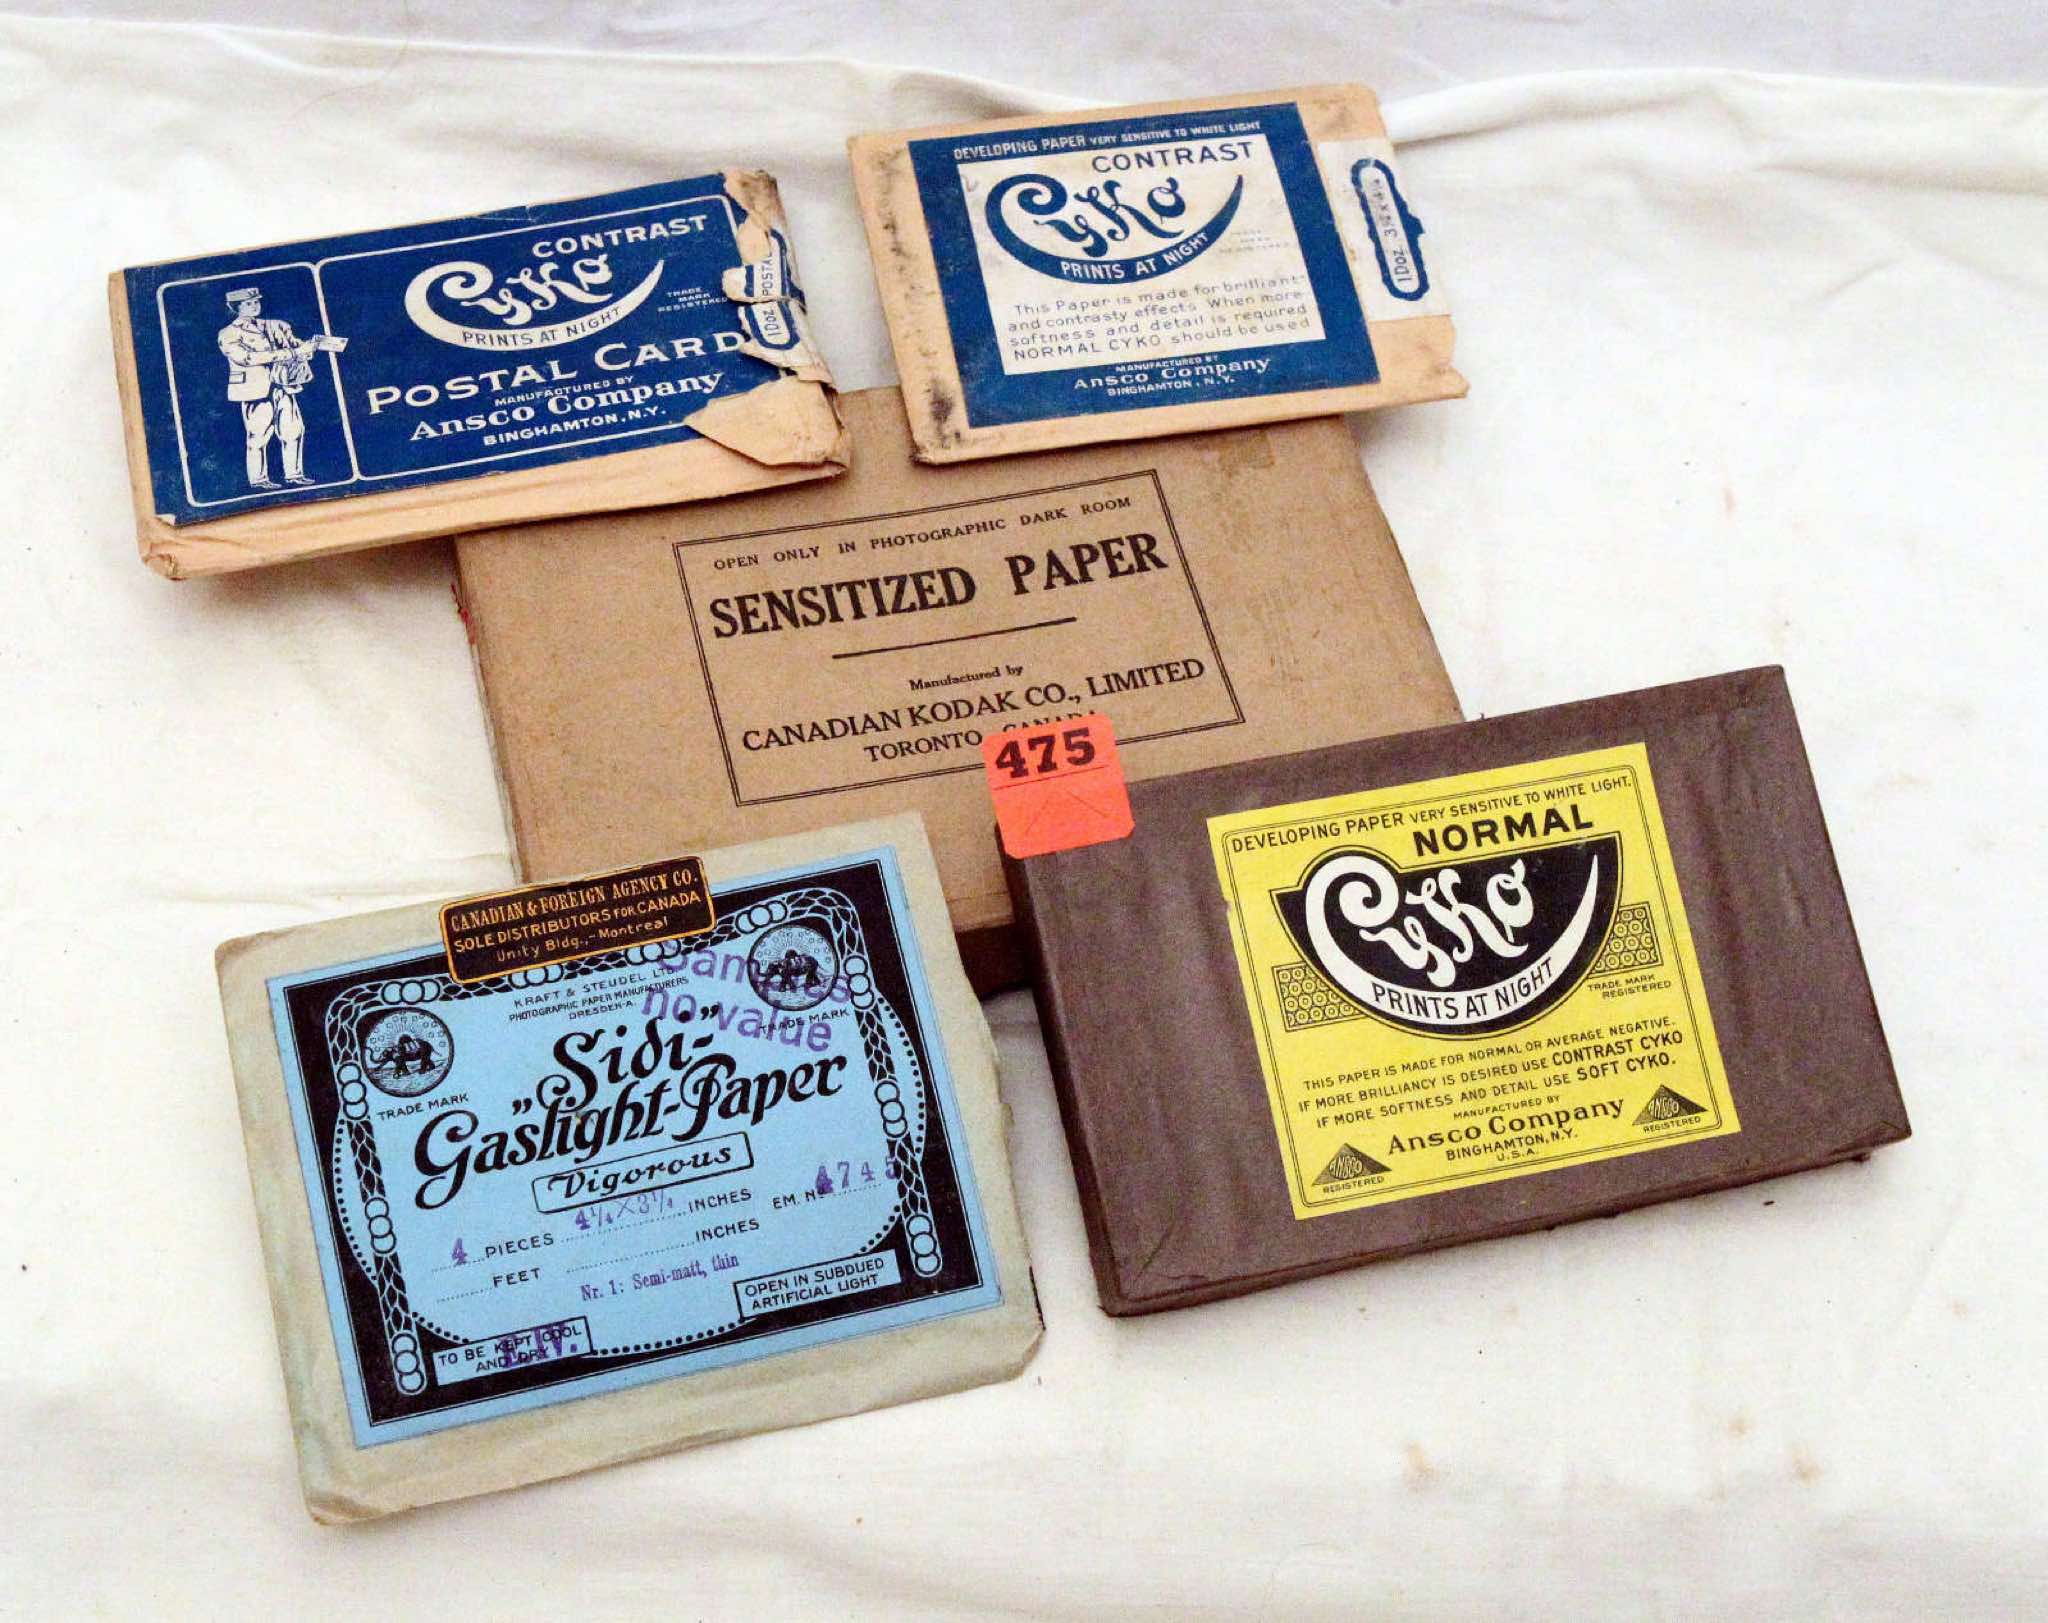 CONTRAST
CyKo
PRINTS AT NIGHT
TRADE
MARK
REGISTERED
POSTAL CARD
MANUFACTURED BY
Ansco Company
BINGHAMTON, N.Y.
1 Doz. POSTAL
DEVELOPING PAPER VERY SENSITIVE TO WHITE LIGHT
CONTRAST
CyKo
PRINTS AT NIGHT
This Paper is made for brilliant
and contrasty effects. When more
softness and detail is required
NORMAL CYKO should be used
MANUFACTURED BY
Ansco Company
BINGHAMTON, N.Y.
1 Doz.
OPEN ONLY IN PHOTOGRAPHIC DARK ROOM
SENSITIZED PAPER
Manufactured by
CANADIAN KODAK CO., LIMITED
TORONTO CANADA
475
CANADIAN & FOREIGN AGENCY CO.
SOLE DISTRIBUTORS FOR CANADA
Unity Bldg.,-Montreal
KRAFT & STEUDEL LTD
PHOTOGRAPHIC PAPER MANUFACTURERS
DRESDEN-A.
Samples
no value
TRADE MARK
TRADE MARK
„Sidi-”
Gaslight-Paper
Vigorous
4 PIECES 4¼ × 3¼ INCHES EM. No 4745
FEET INCHES
Nr. 1: Semi-matt, thin
OPEN IN SUBDUED
ARTIFICIAL LIGHT
TO BE KEPT COOL
AND DRY
DEVELOPING PAPER VERY SENSITIVE TO WHITE LIGHT.
NORMAL
CyKo
PRINTS AT NIGHT
TRADE MARK
REGISTERED
THIS PAPER IS MADE FOR NORMAL OR AVERAGE NEGATIVE.
IF MORE BRILLIANCY IS DESIRED USE CONTRAST CYKO
IF MORE SOFTNESS AND DETAIL USE SOFT CYKO.
MANUFACTURED BY
Ansco Company
BINGHAMTON, N.Y.
U.S.A.
ANSCO
REGISTERED
ANSCO
REGISTERED